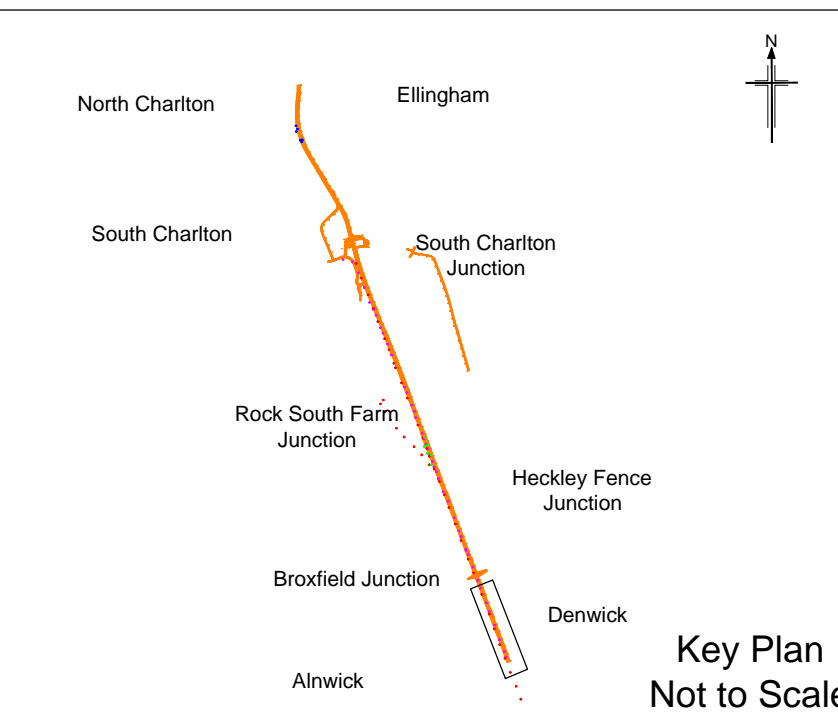 N
North Charlton
Ellingham
South Charlton
South Charlton
Junction
Rock South Farm
Junction
Heckley Fence
Junction
Broxfield Junction
Denwick
Key Plan
Alnwick
Not to Scale